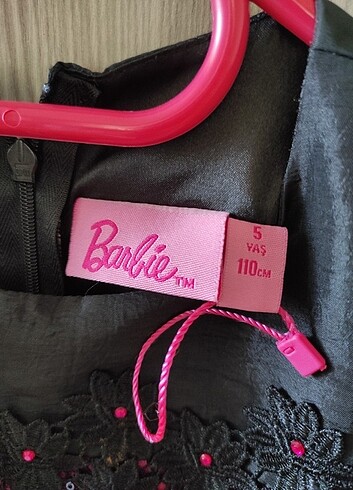 Barbie TM
5
YAŞ
110CM